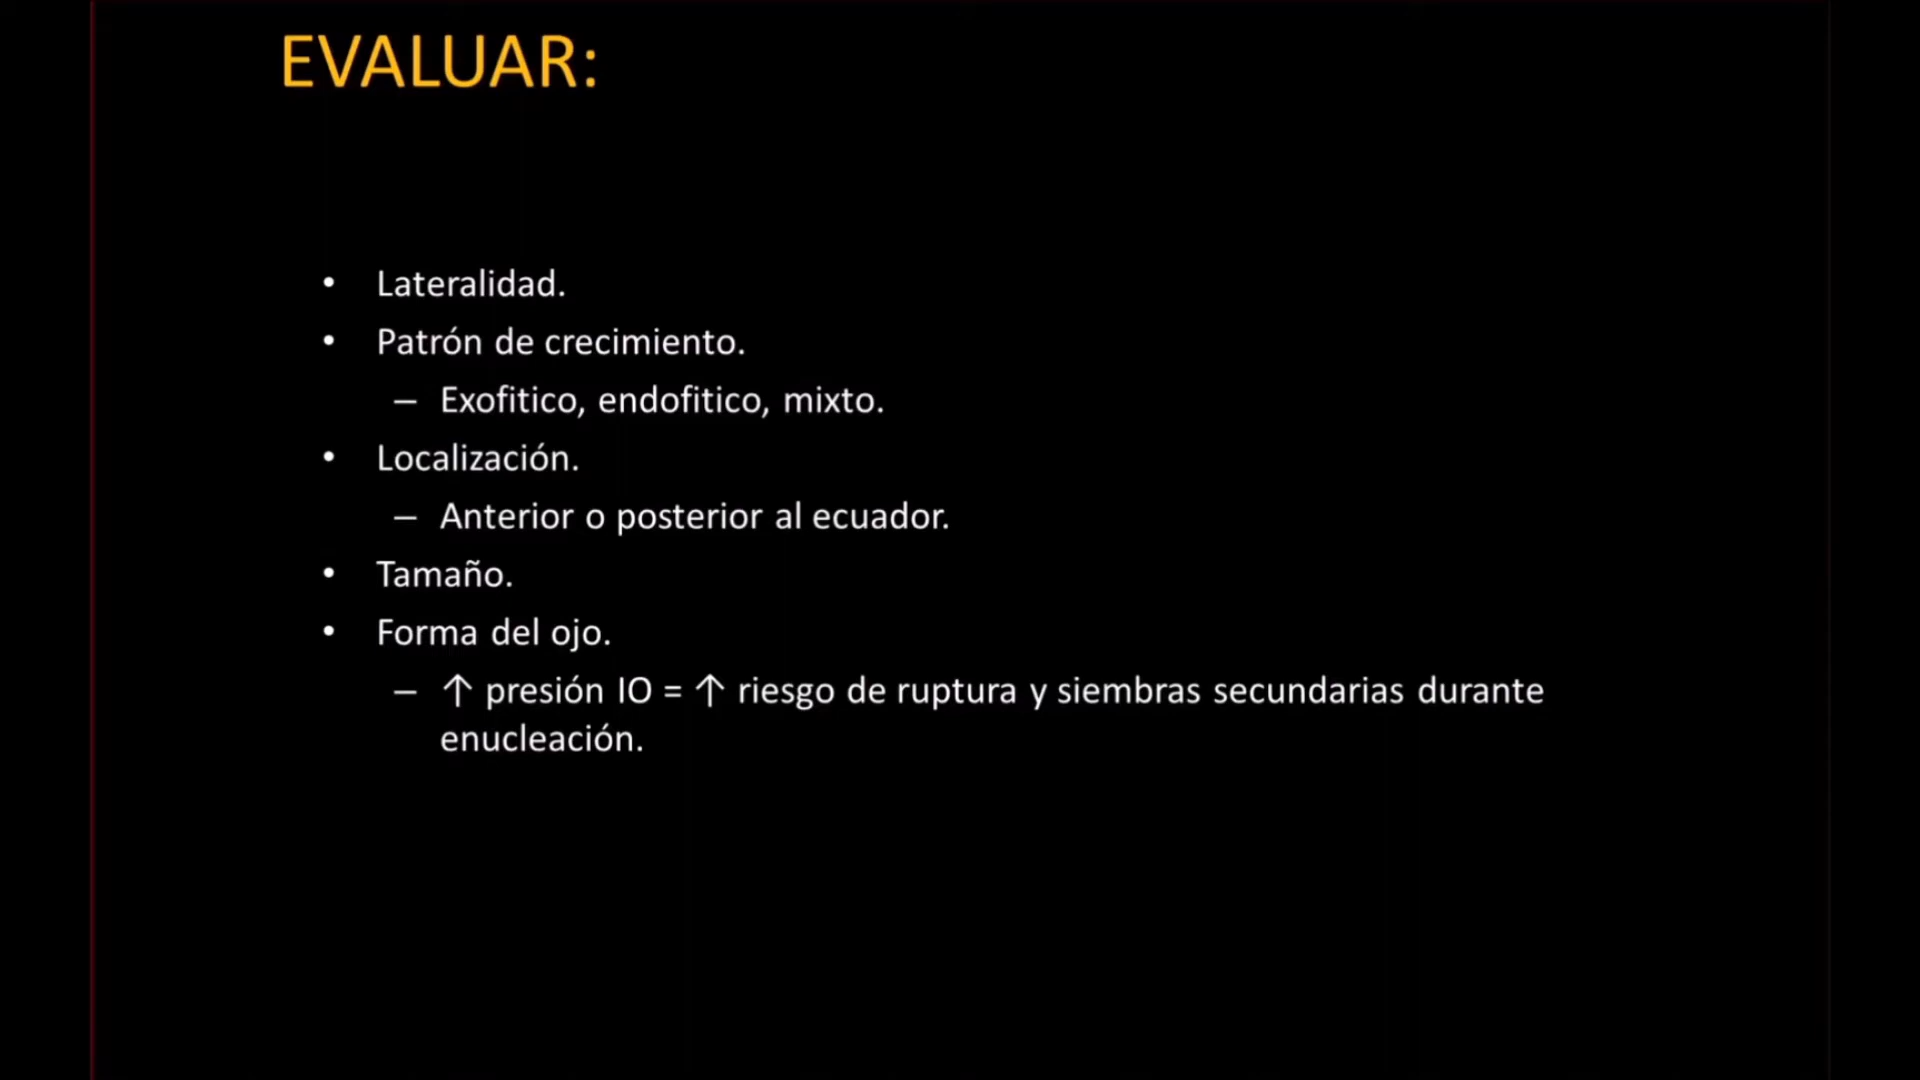 EVALUAR:
• Lateralidad.
• Patrón de crecimiento.
– Exofitico, endofitico, mixto.
• Localización.
– Anterior o posterior al ecuador.
• Tamaño.
• Forma del ojo.
– ↑ presión IO = ↑ riesgo de ruptura y siembras secundarias durante
enucleación.